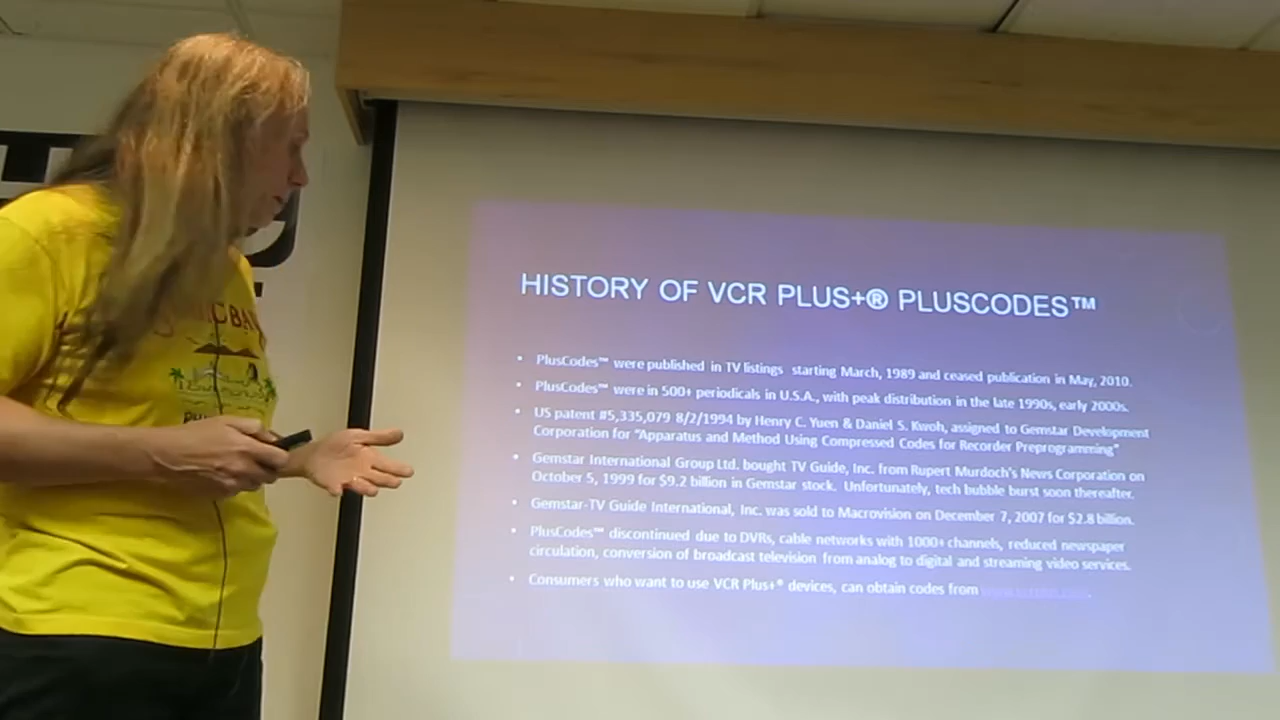 HISTORY OF VCR PLUS+® PLUSCODES™
• PlusCodes™ were published in TV listings starting March, 1989 and ceased publication in May, 2010.
• PlusCodes™ were in 500+ periodicals in U.S.A., with peak distribution in the late 1990s, early 2000s.
• US patent #5,335,079 8/2/1994 by Henry C. Yuen & Daniel S. Kwoh, assigned to Gemstar Development
Corporation for “Apparatus and Method Using Compressed Codes for Recorder Preprogramming”
• Gemstar International Group Ltd. bought TV Guide, Inc. from Rupert Murdoch's News Corporation on
October 5, 1999 for $9.2 billion in Gemstar stock. Unfortunately, tech bubble burst soon thereafter.
• Gemstar-TV Guide International, Inc. was sold to Macrovision on December 7, 2007 for $2.8 billion.
• PlusCodes™ discontinued due to DVRs, cable networks with 1000+ channels, reduced newspaper
circulation, conversion of broadcast television from analog to digital and streaming video services.
• Consumers who want to use VCR Plus+® devices, can obtain codes from